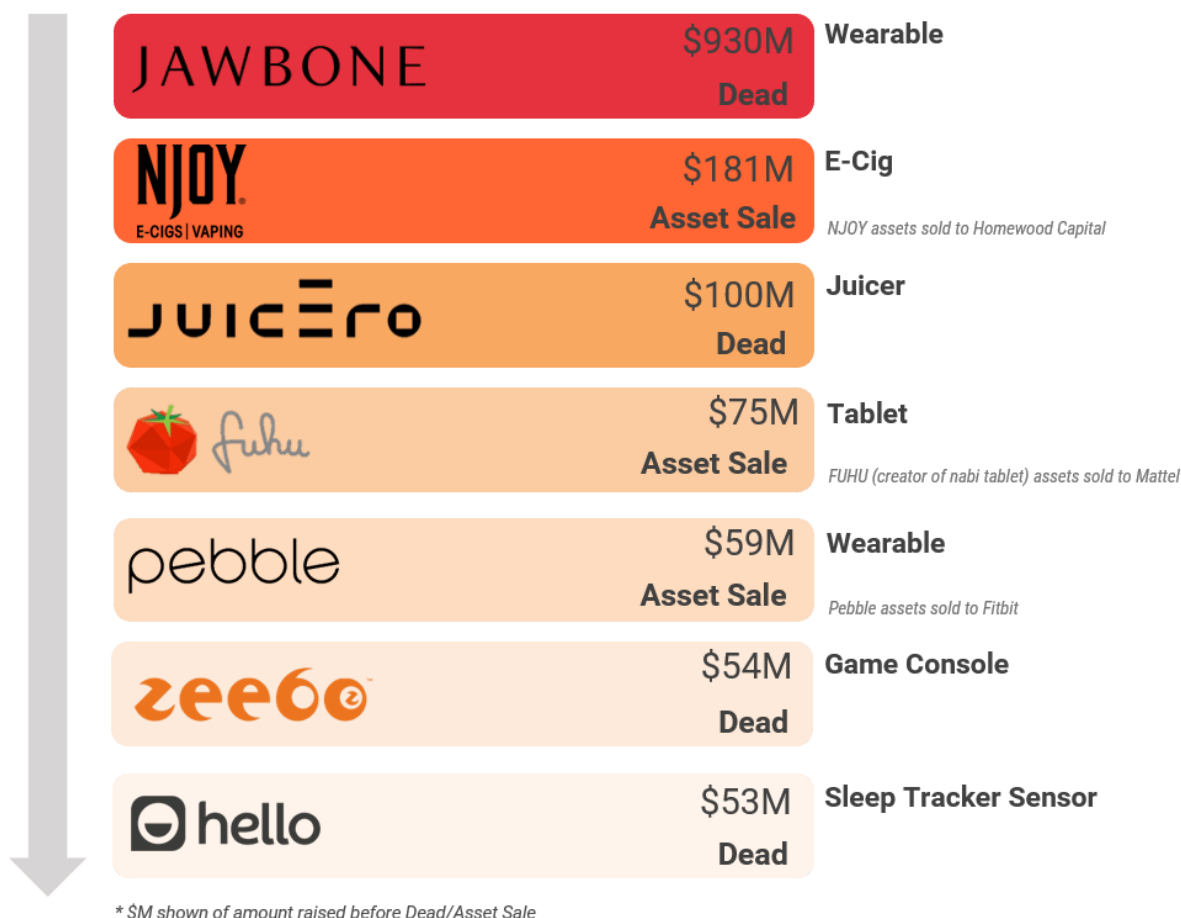 JAWBONE
$930M
Dead
Wearable
NJOY®
E-CIGS | VAPING
$181M
Asset Sale
E-Cig
NJOY assets sold to Homewood Capital
JUICERO
$100M
Dead
Juicer
fuhu
$75M
Asset Sale
Tablet
FUHU (creator of nabi tablet) assets sold to Mattel
pebble
$59M
Asset Sale
Wearable
Pebble assets sold to Fitbit
zeebo™
$54M
Dead
Game Console
hello
$53M
Dead
Sleep Tracker Sensor
* $M shown of amount raised before Dead/Asset Sale